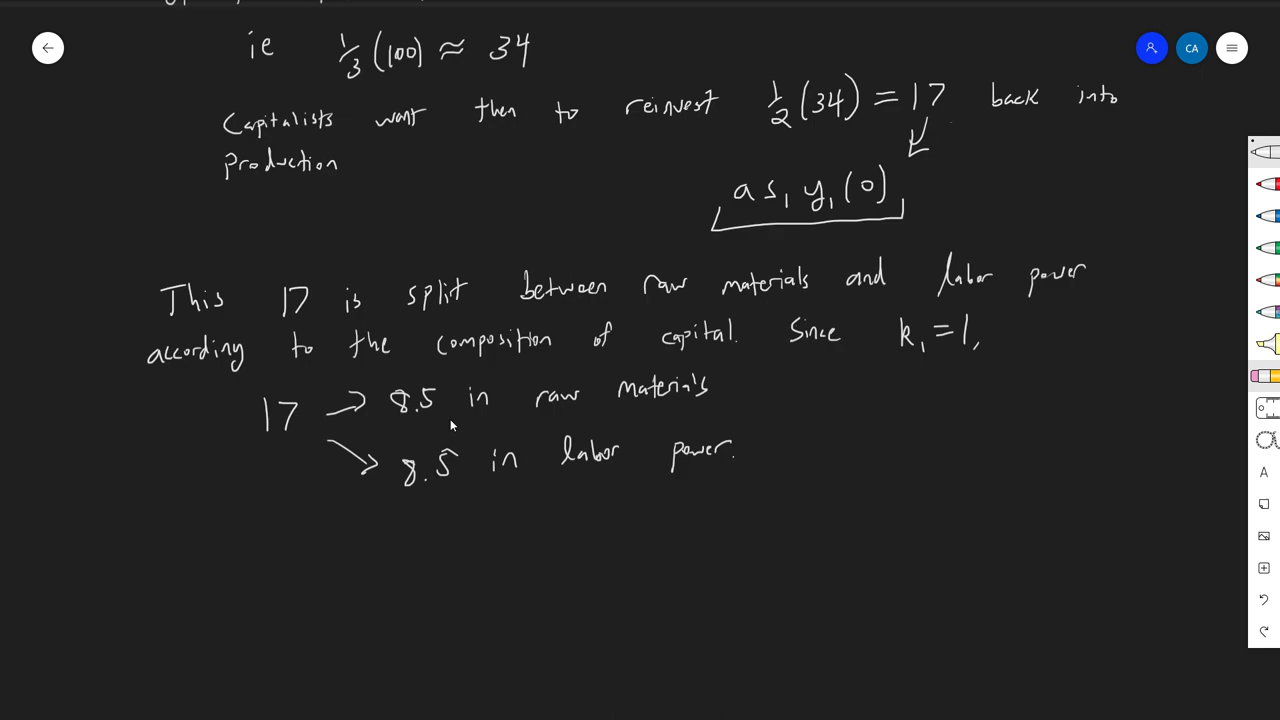 ie 1/3 (100) ≈ 34
Capitalists want then to reinvest 1/2 (34) = 17 back into
production
a s₁ y₁(0)
This 17 is split between raw materials and labor power
according to the composition of capital. Since k₁ = 1,
17 → 8.5 in raw materials
→ 8.5 in labor power.
CA
A